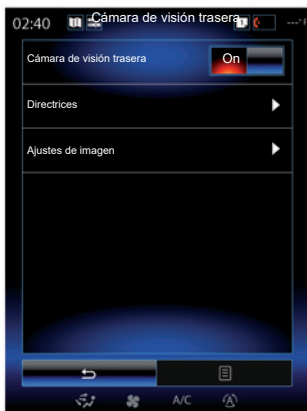 02:40 Cámara de visión trasera ---°F
Cámara de visión trasera On
Directrices
Ajustes de imagen
A/C